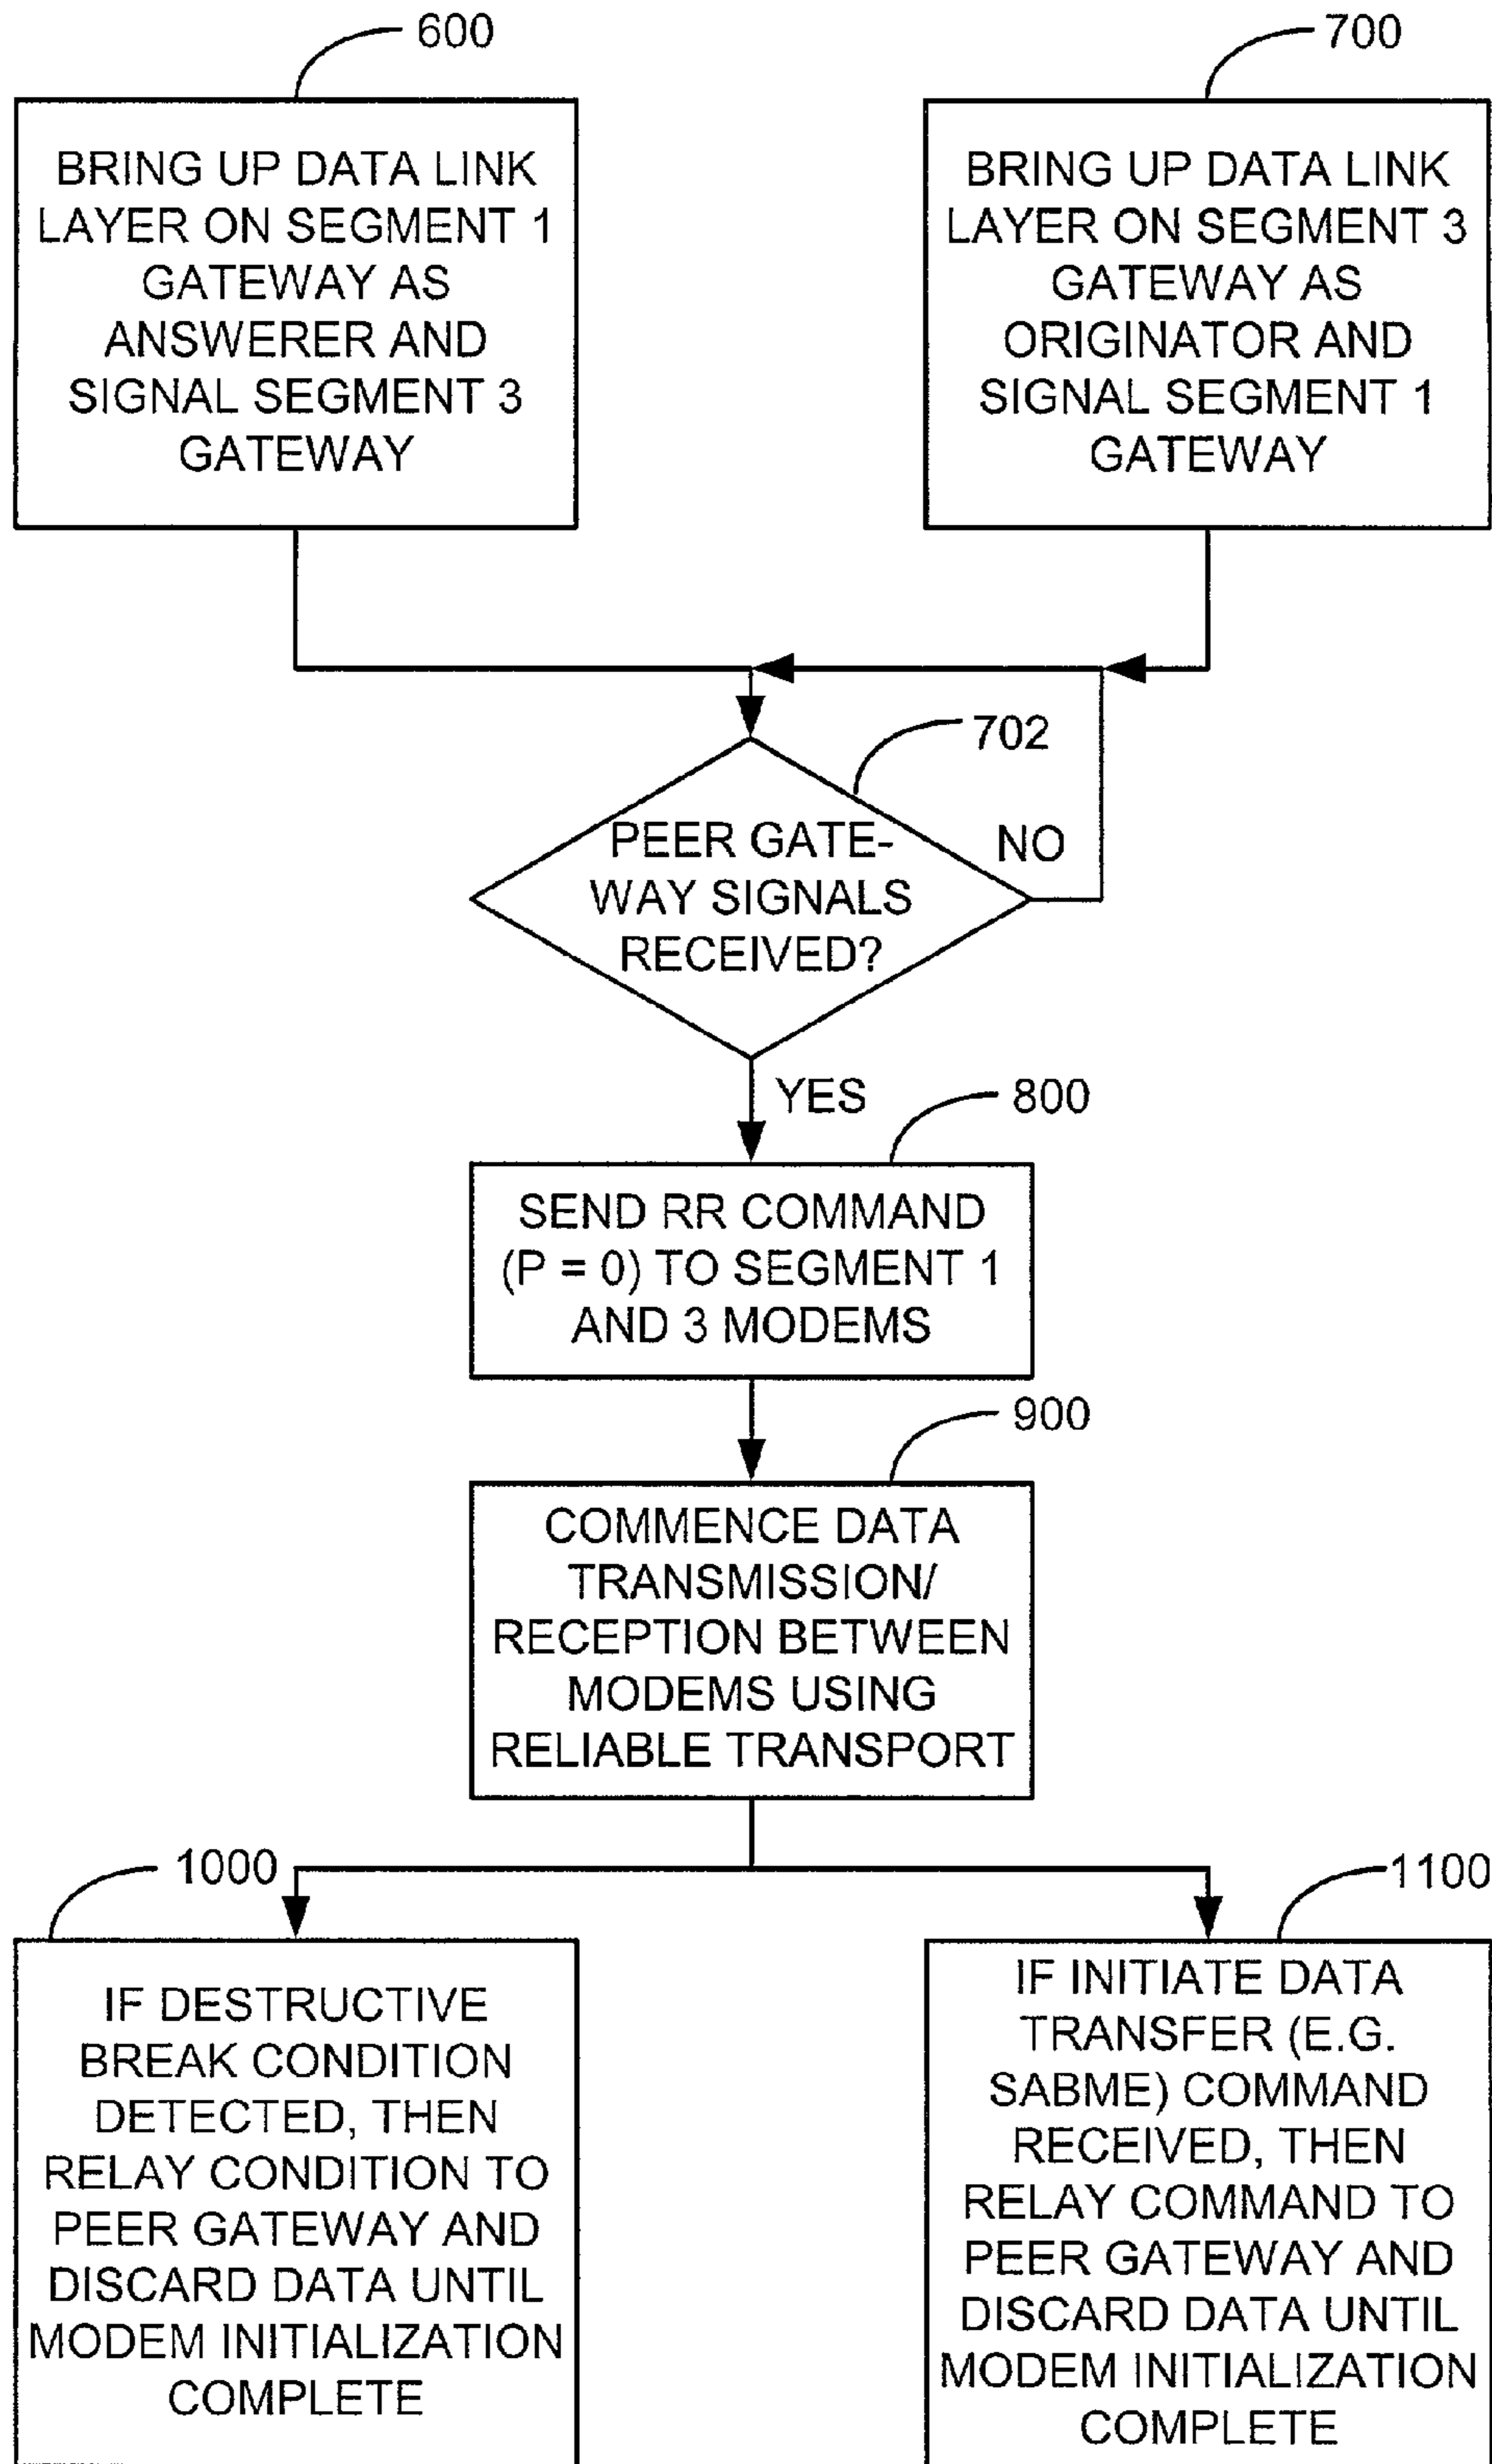 600
BRING UP DATA LINK
LAYER ON SEGMENT 1
GATEWAY AS
ANSWERER AND
SIGNAL SEGMENT 3
GATEWAY
700
BRING UP DATA LINK
LAYER ON SEGMENT 3
GATEWAY AS
ORIGINATOR AND
SIGNAL SEGMENT 1
GATEWAY
702
PEER GATE-
WAY SIGNALS
RECEIVED?
NO
YES
800
SEND RR COMMAND
(P = 0) TO SEGMENT 1
AND 3 MODEMS
900
COMMENCE DATA
TRANSMISSION/
RECEPTION BETWEEN
MODEMS USING
RELIABLE TRANSPORT
1000
IF DESTRUCTIVE
BREAK CONDITION
DETECTED, THEN
RELAY CONDITION TO
PEER GATEWAY AND
DISCARD DATA UNTIL
MODEM INITIALIZATION
COMPLETE
1100
IF INITIATE DATA
TRANSFER (E.G.
SABME) COMMAND
RECEIVED, THEN
RELAY COMMAND TO
PEER GATEWAY AND
DISCARD DATA UNTIL
MODEM INITIALIZATION
COMPLETE